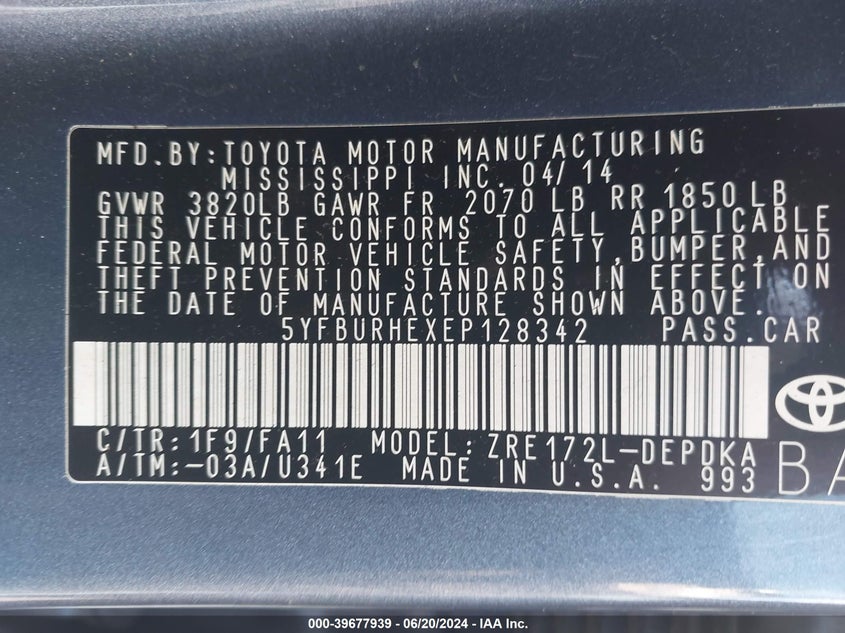 MFD.BY:TOYOTA MOTOR MANUFACTURING
MISSISSIPPI INC. 04/14
GVWR 3820LB GAWR FR 2070 LB RR 1850 LB
THIS VEHICLE CONFORMS TO ALL APPLICABLE
FEDERAL MOTOR VEHICLE SAFETY,BUMPER,AND
THEFT PREVENTION STANDARDS IN EFFECT ON
THE DATE OF MANUFACTURE SHOWN ABOVE.
5YFBURHEXEP128342 PASS.CAR
C/TR:1F9/FA11 MODEL:ZRE172L-DEPDKA
A/TM:-03A/U341E MADE IN U.S.A. 993 BA
000-39677939 - 06/20/2024 - IAA Inc.